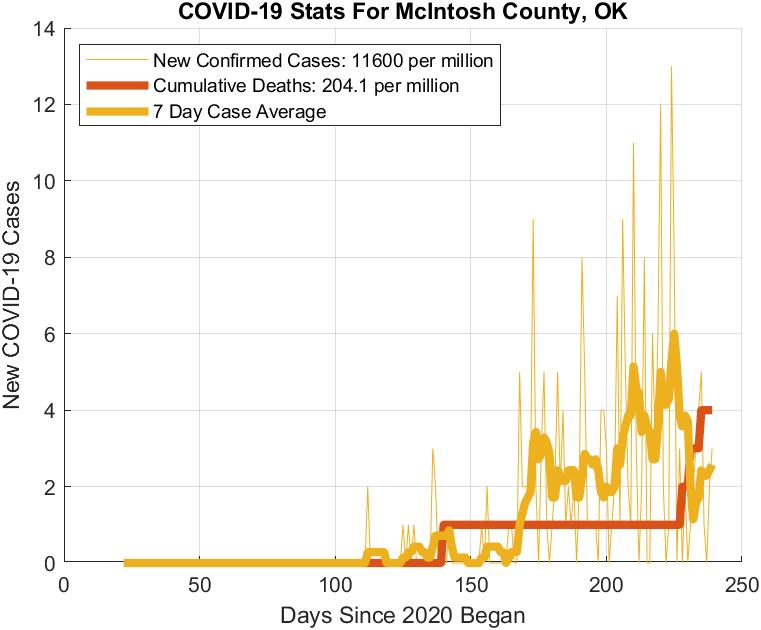 COVID-19 Stats For McIntosh County, OK
14
New Confirmed Cases: 11600 per million
Cumulative Deaths: 204.1 per million
7 Day Case Average
12
10
8
6
4
2
0
New COVID-19 Cases
0 50 100 150 200 250
Days Since 2020 Began